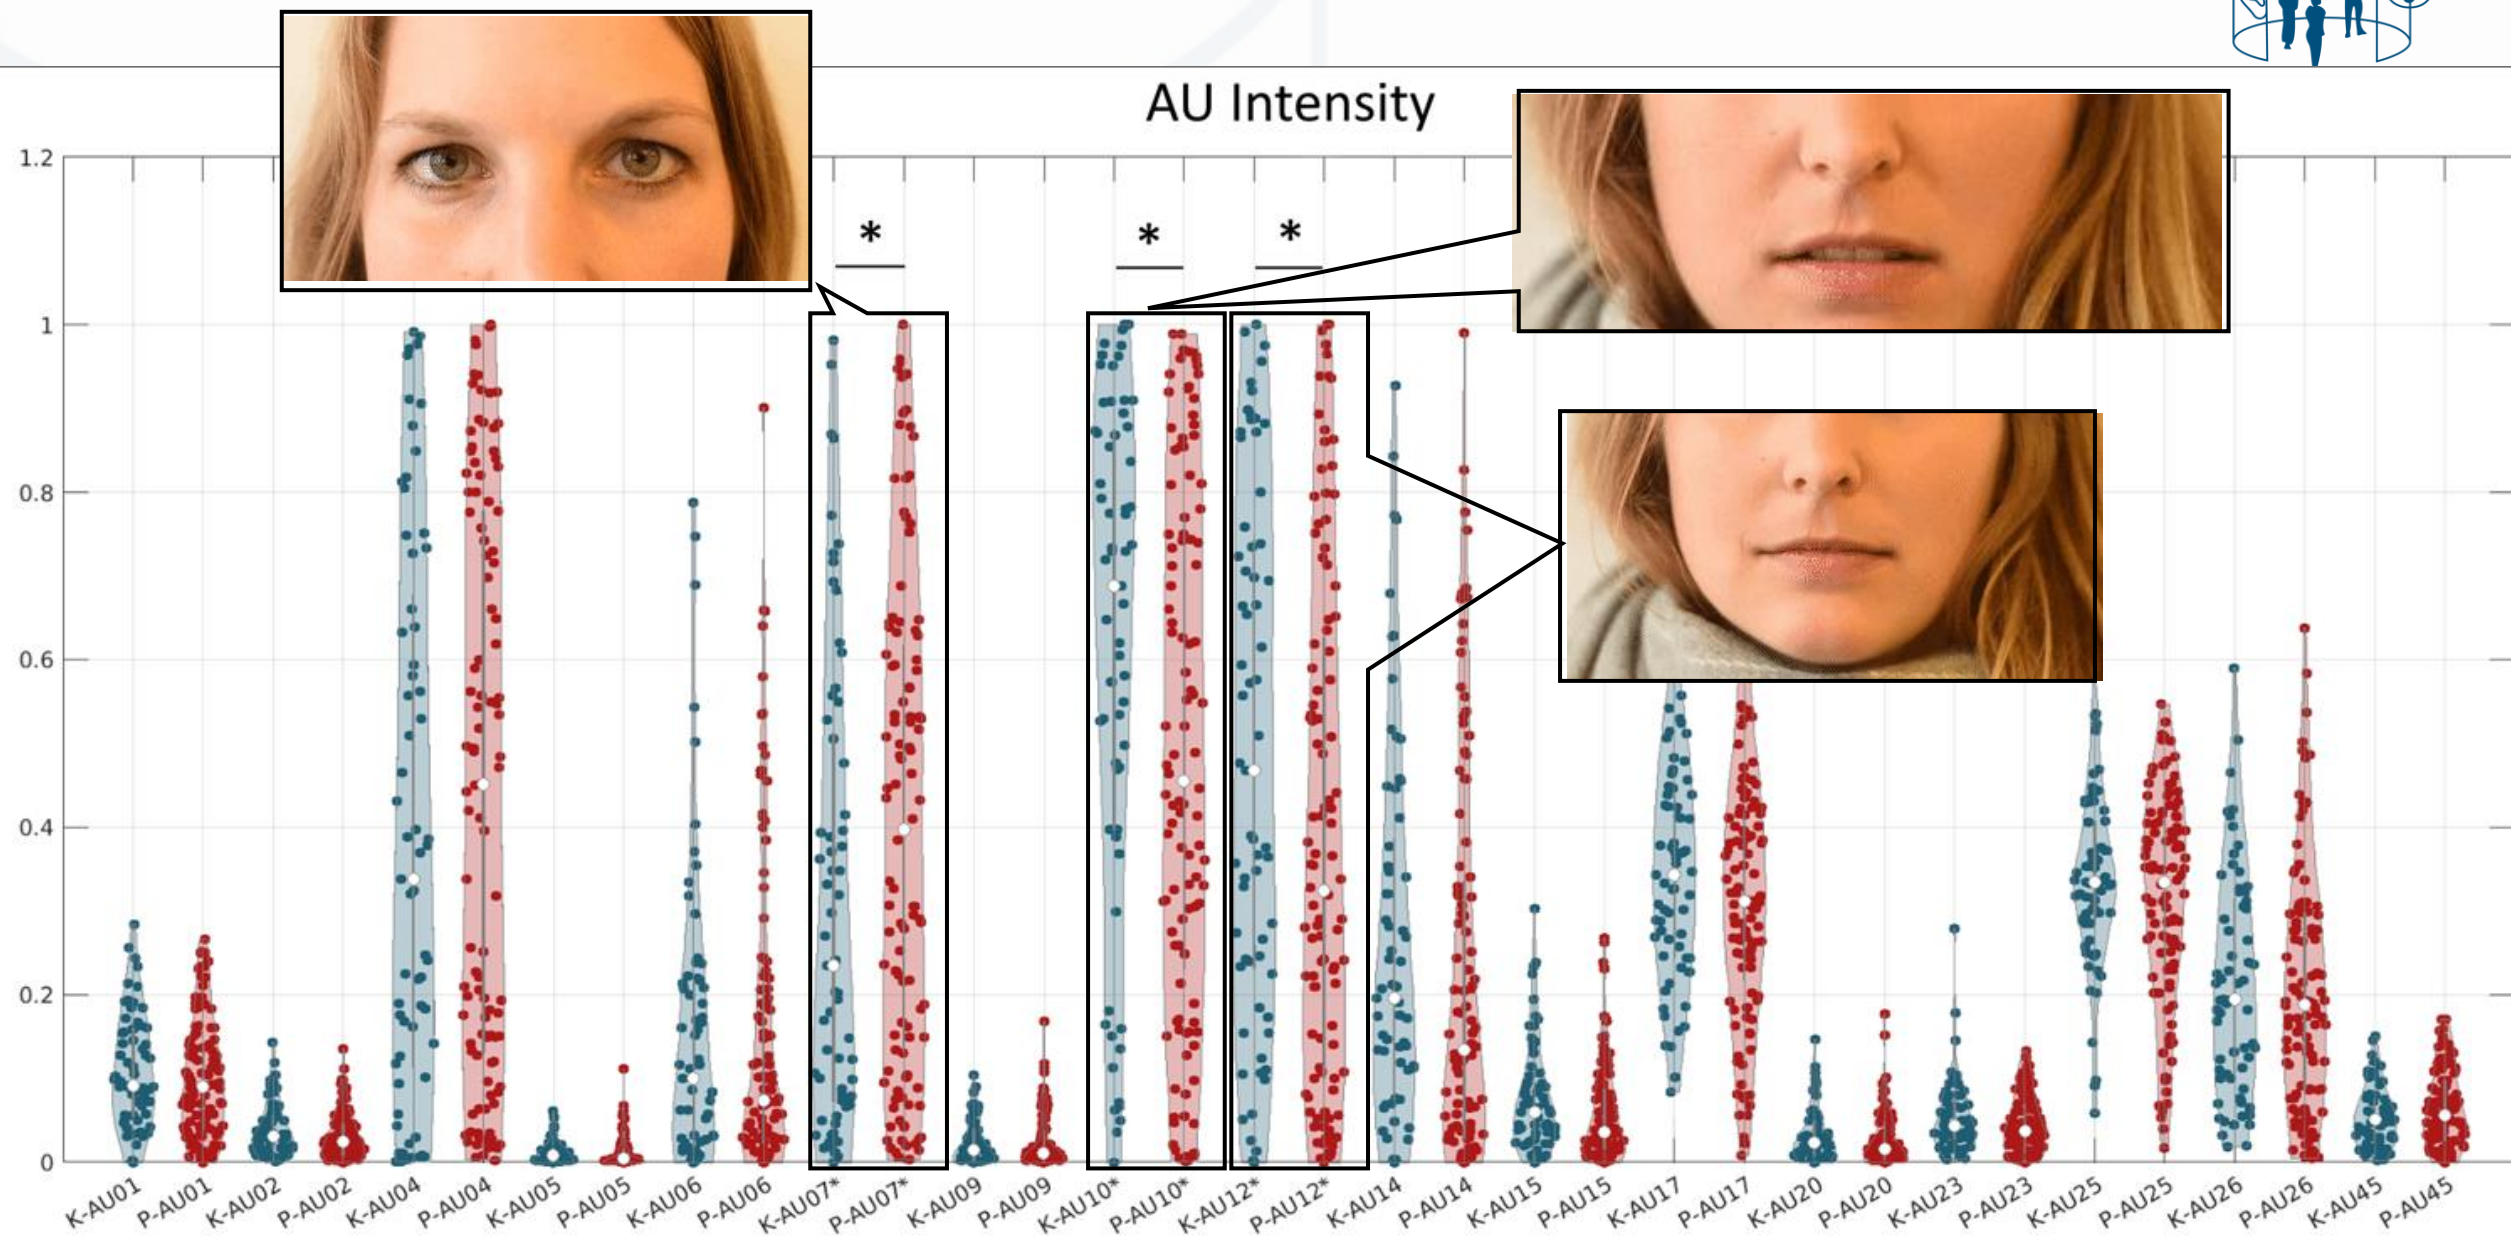 AU Intensity
1.2
* * *
1
0.8
0.6
0.4
0.2
0
K-AU01 P-AU01 K-AU02 P-AU02 K-AU04 P-AU04 K-AU05 P-AU05 K-AU06 P-AU06 K-AU07* P-AU07* K-AU09 P-AU09 K-AU10* P-AU10* K-AU12* P-AU12* K-AU14 P-AU14 K-AU15 P-AU15 K-AU17 P-AU17 K-AU20 P-AU20 K-AU23 P-AU23 K-AU25 P-AU25 K-AU26 P-AU26 K-AU45 P-AU45